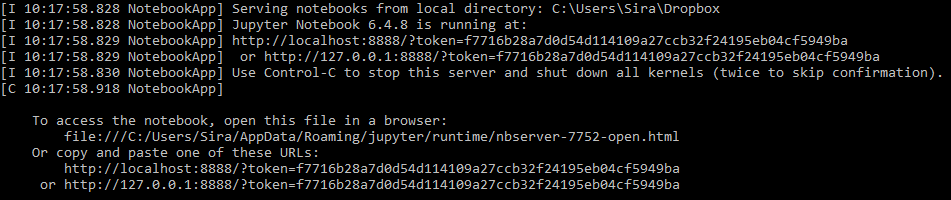 [I 10:17:58.828 NotebookApp] Serving notebooks from local directory: C:\Users\Sira\Dropbox
[I 10:17:58.828 NotebookApp] Jupyter Notebook 6.4.8 is running at:
[I 10:17:58.829 NotebookApp] http://localhost:8888/?token=f7716b28a7d0d54d114109a27ccb32f24195eb04cf5949ba
[I 10:17:58.829 NotebookApp]  or http://127.0.0.1:8888/?token=f7716b28a7d0d54d114109a27ccb32f24195eb04cf5949ba
[I 10:17:58.830 NotebookApp] Use Control-C to stop this server and shut down all kernels (twice to skip confirmation).
[C 10:17:58.918 NotebookApp]
To access the notebook, open this file in a browser:
file:///C:/Users/Sira/AppData/Roaming/jupyter/runtime/nbserver-7752-open.html
Or copy and paste one of these URLs:
http://localhost:8888/?token=f7716b28a7d0d54d114109a27ccb32f24195eb04cf5949ba
or http://127.0.0.1:8888/?token=f7716b28a7d0d54d114109a27ccb32f24195eb04cf5949ba